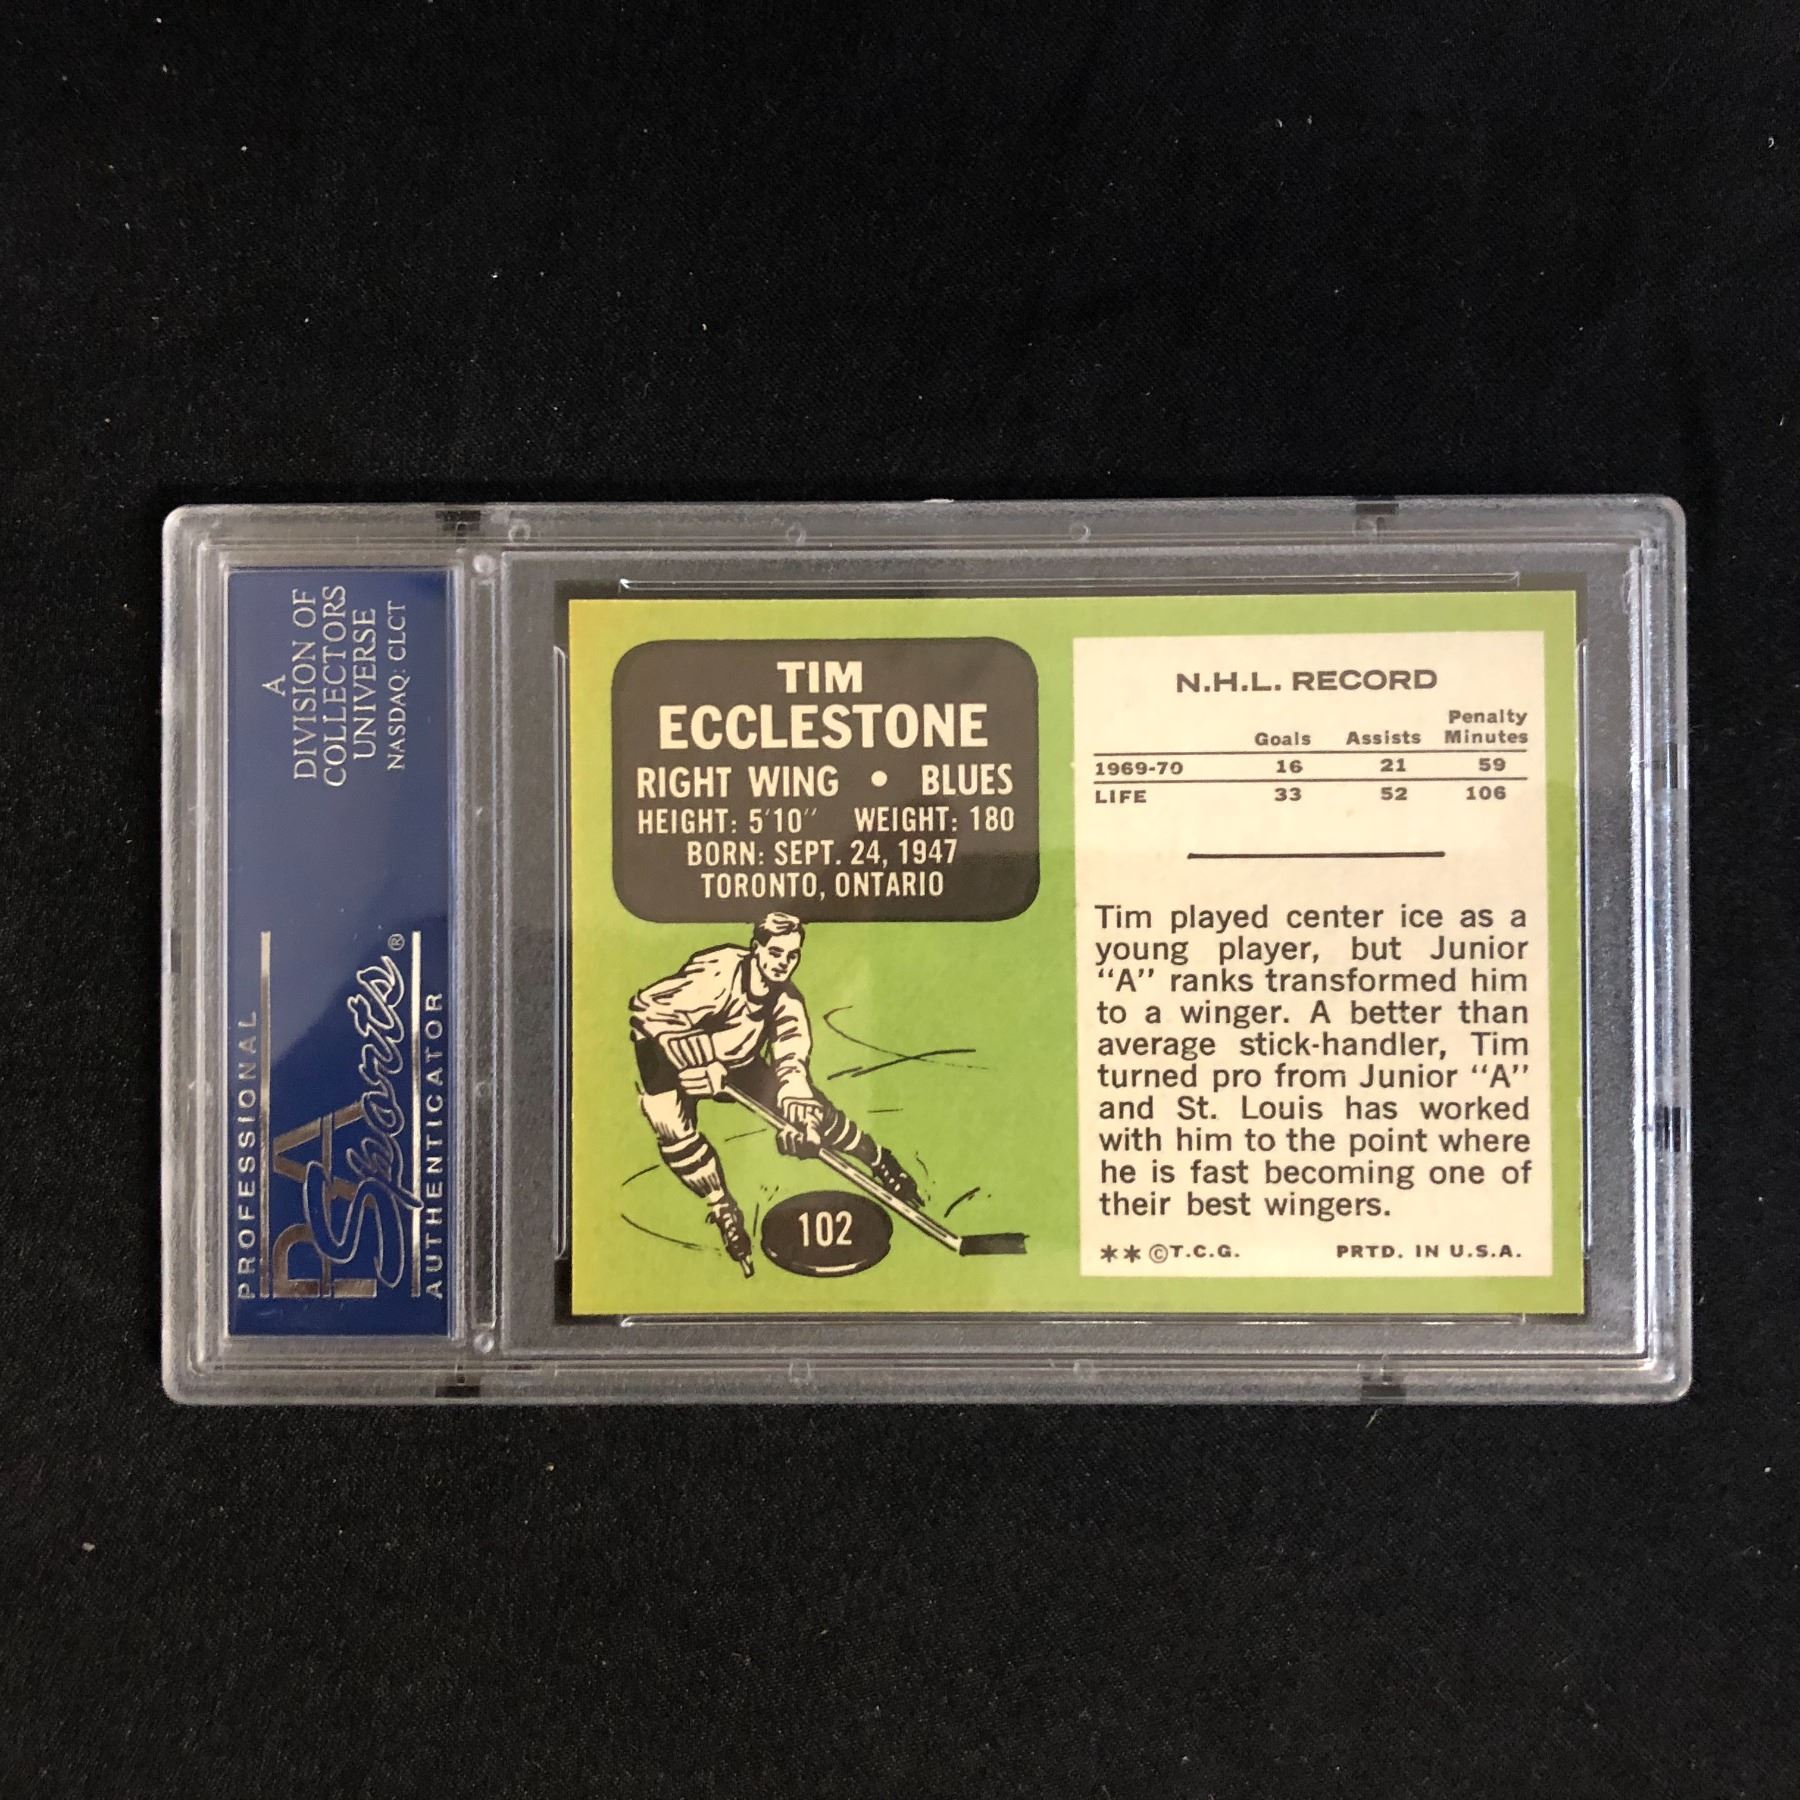 A
DIVISION OF
COLLECTORS
UNIVERSE
NASDAQ: CLCT
PROFESSIONAL
PSA
Sports®
AUTHENTICATOR
TIM
ECCLESTONE
RIGHT WING • BLUES
HEIGHT: 5'10" WEIGHT: 180
BORN: SEPT. 24, 1947
TORONTO, ONTARIO
102
N.H.L. RECORD
Penalty
Goals Assists Minutes
1969-70 16 21 59
LIFE 33 52 106
Tim played center ice as a
young player, but Junior
“A” ranks transformed him
to a winger. A better than
average stick-handler, Tim
turned pro from Junior “A”
and St. Louis has worked
with him to the point where
he is fast becoming one of
their best wingers.
**©T.C.G. PRTD. IN U.S.A.